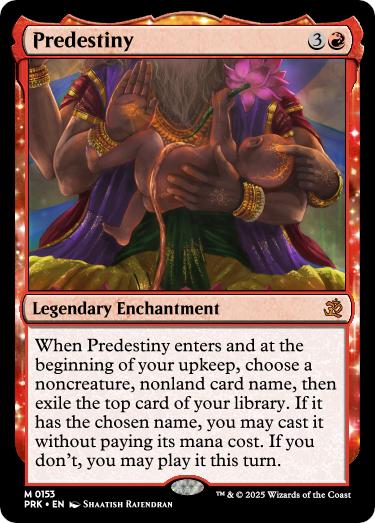 Predestiny 3
Legendary Enchantment
When Predestiny enters and at the
beginning of your upkeep, choose a
noncreature, nonland card name, then
exile the top card of your library. If it
has the chosen name, you may cast it
without paying its mana cost. If you
don't, you may play it this turn.
M 0153
PRK • EN Shaatish Rajendran
™ & © 2025 Wizards of the Coast